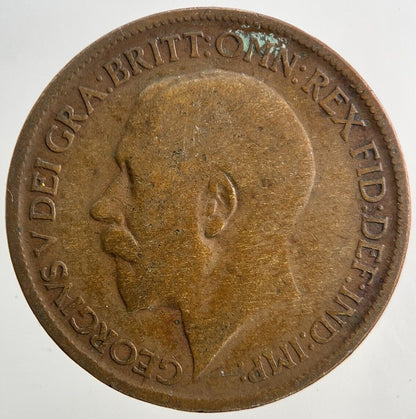 GEORGIVS V DEI GRA: BRITT: OMN: REX FID: DEF: IND: IMP: